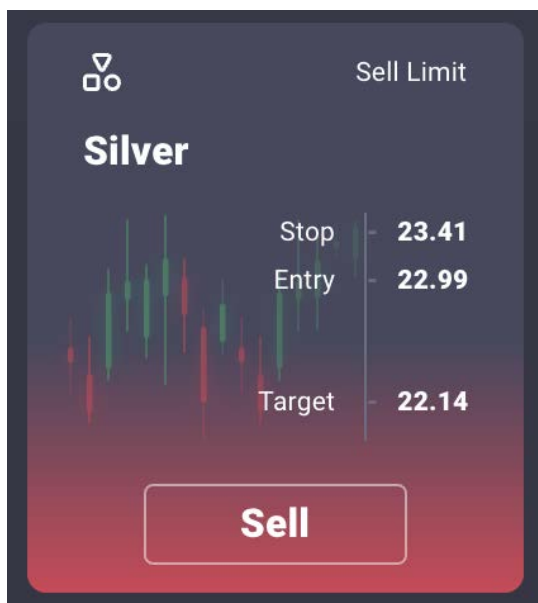 Sell Limit
Silver
Stop 23.41
Entry 22.99
Target 22.14
Sell